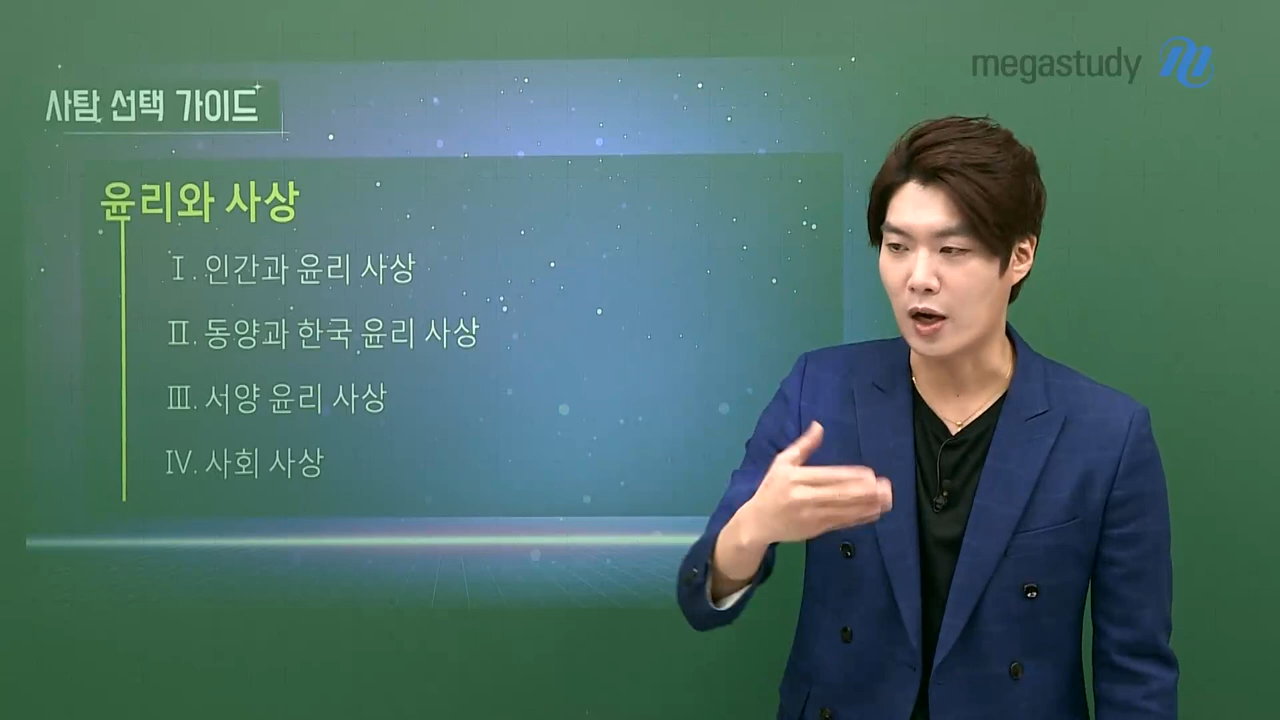 megastudy
사탐 선택 가이드
윤리와 사상
Ⅰ. 인간과 윤리 사상
Ⅱ. 동양과 한국 윤리 사상
Ⅲ. 서양 윤리 사상
Ⅳ. 사회 사상